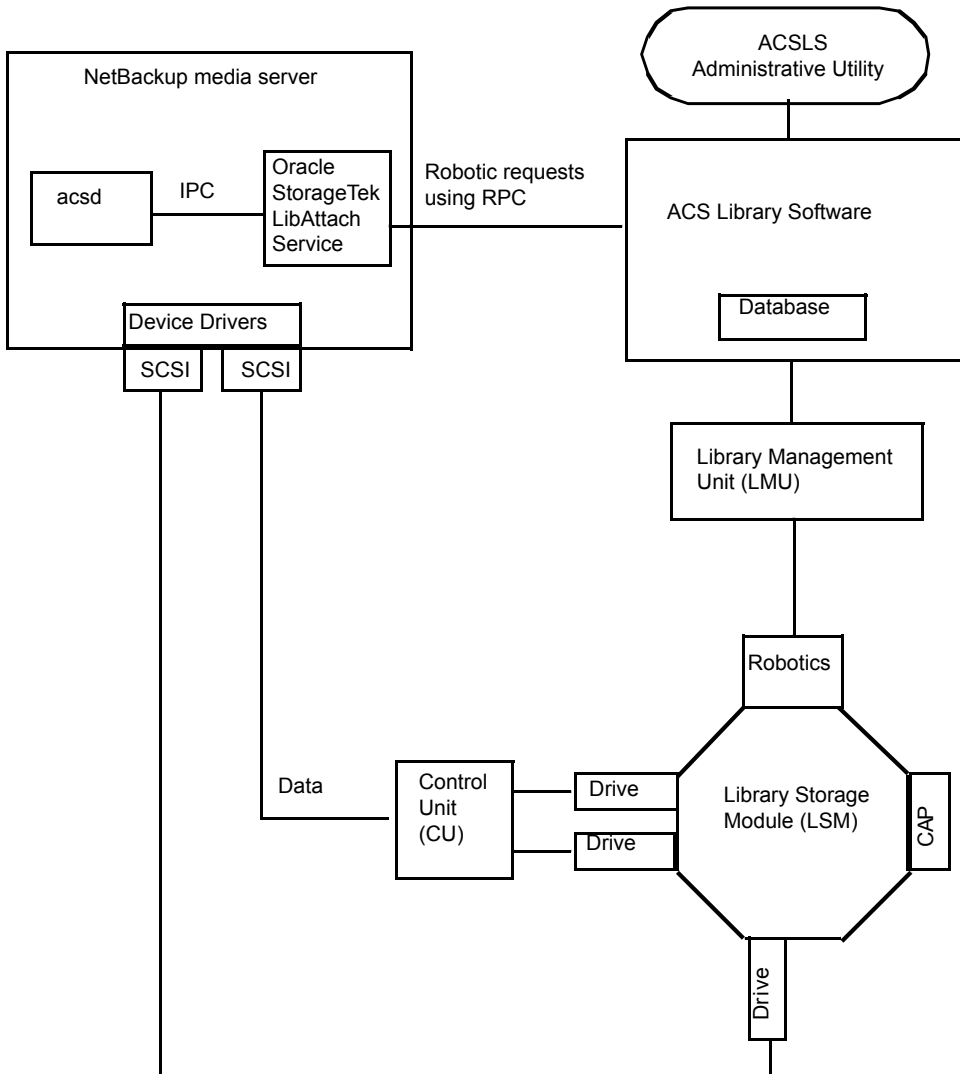 ACSLS
Administrative Utility
NetBackup media server
acsd
IPC
Oracle
StorageTek
LibAttach
Service
Robotic requests
using RPC
ACS Library Software
Database
Device Drivers
SCSI
SCSI
Library Management
Unit (LMU)
Robotics
Data
Control
Unit
(CU)
Drive
Drive
Library Storage
Module (LSM)
CAP
Drive